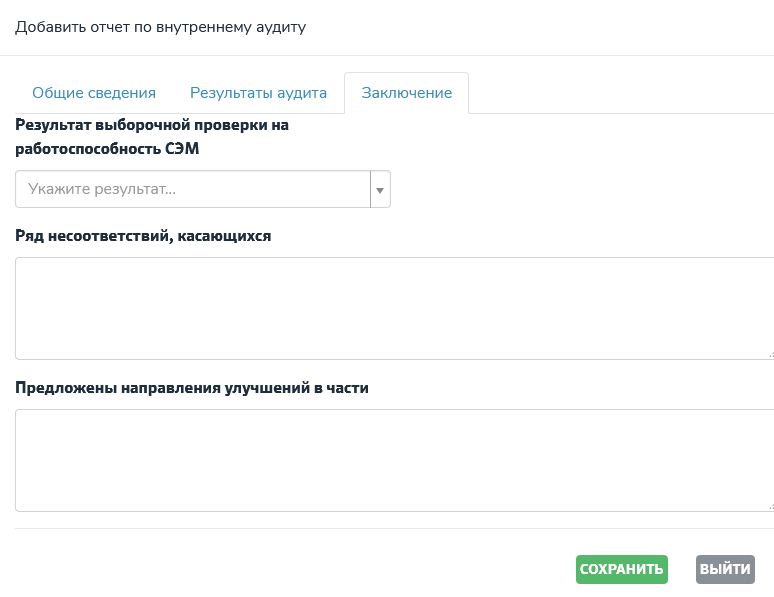 Добавить отчет по внутреннему аудиту
Общие сведения Результаты аудита Заключение
Результат выборочной проверки на
работоспособность СЭМ
Укажите результат...
Ряд несоответствий, касающихся
Предложены направления улучшений в части
СОХРАНИТЬ ВЫЙТИ